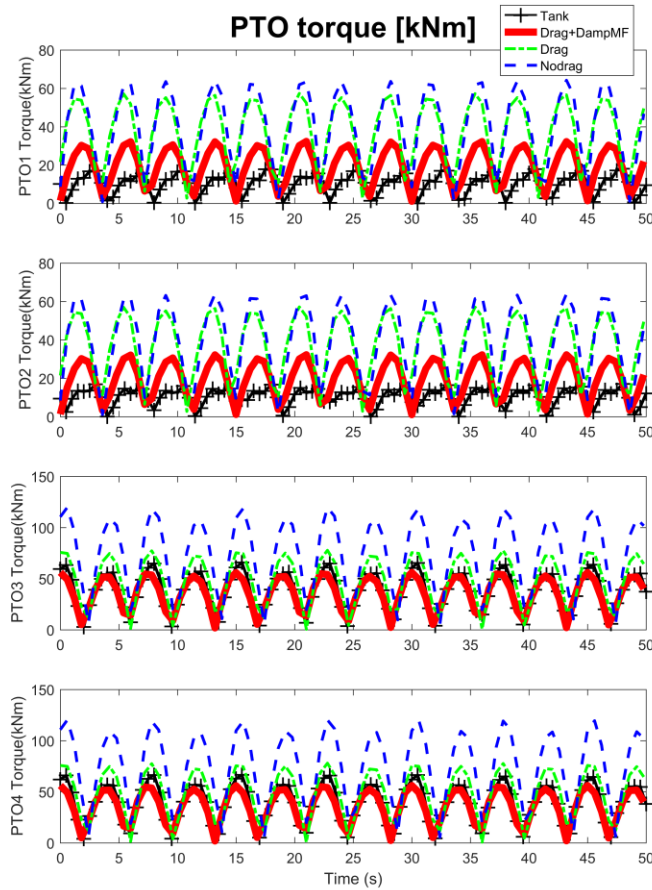 PTO torque [kNm]
Tank
Drag+DampMF
Drag
Nodrag
PTO1 Torque(kNm)
80
60
40
20
0
0 5 10 15 20 25 30 35 40 45 50
PTO2 Torque(kNm)
80
60
40
20
0
0 5 10 15 20 25 30 35 40 45 50
PTO3 Torque(kNm)
150
100
50
0
0 5 10 15 20 25 30 35 40 45 50
PTO4 Torque(kNm)
150
100
50
0
0 5 10 15 20 25 30 35 40 45 50
Time (s)